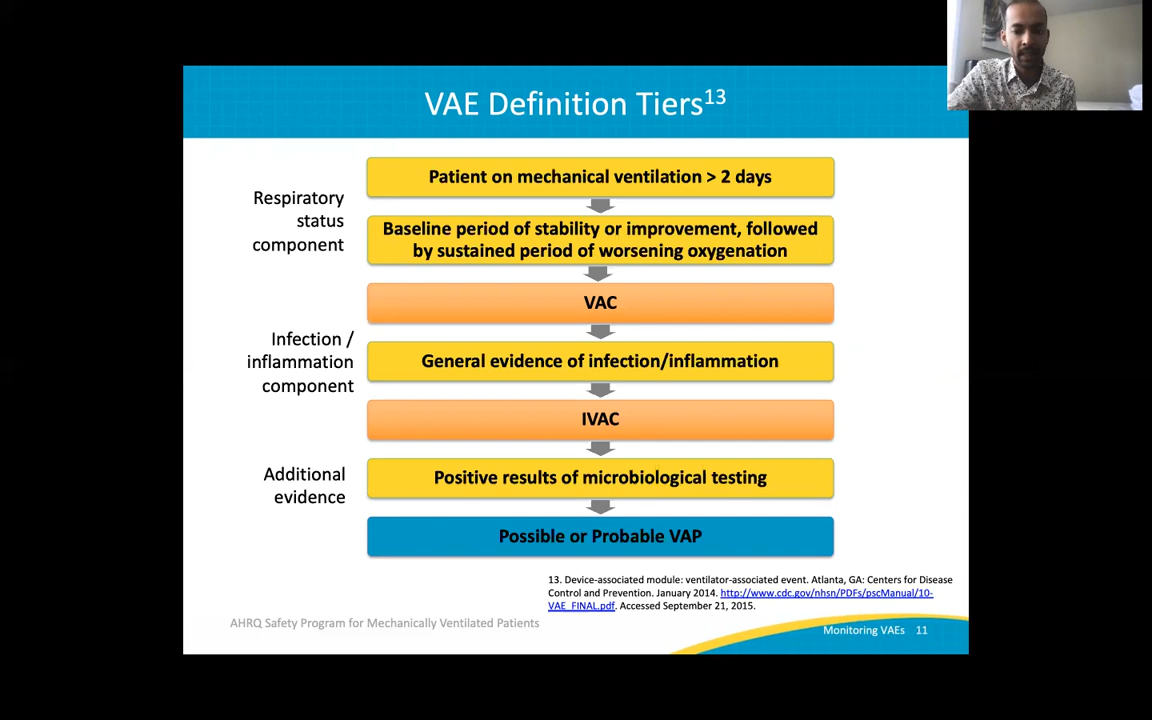 VAE Definition Tiers13
Respiratory
status
component
Patient on mechanical ventilation > 2 days
Baseline period of stability or improvement, followed
by sustained period of worsening oxygenation
VAC
Infection /
inflammation
component
General evidence of infection/inflammation
IVAC
Additional
evidence
Positive results of microbiological testing
Possible or Probable VAP
13. Device-associated module: ventilator-associated event. Atlanta, GA: Centers for Disease
Control and Prevention. January 2014. http://www.cdc.gov/nhsn/PDFs/pscManual/10-
VAE_FINAL.pdf. Accessed September 21, 2015.
AHRQ Safety Program for Mechanically Ventilated Patients
Monitoring VAEs 11